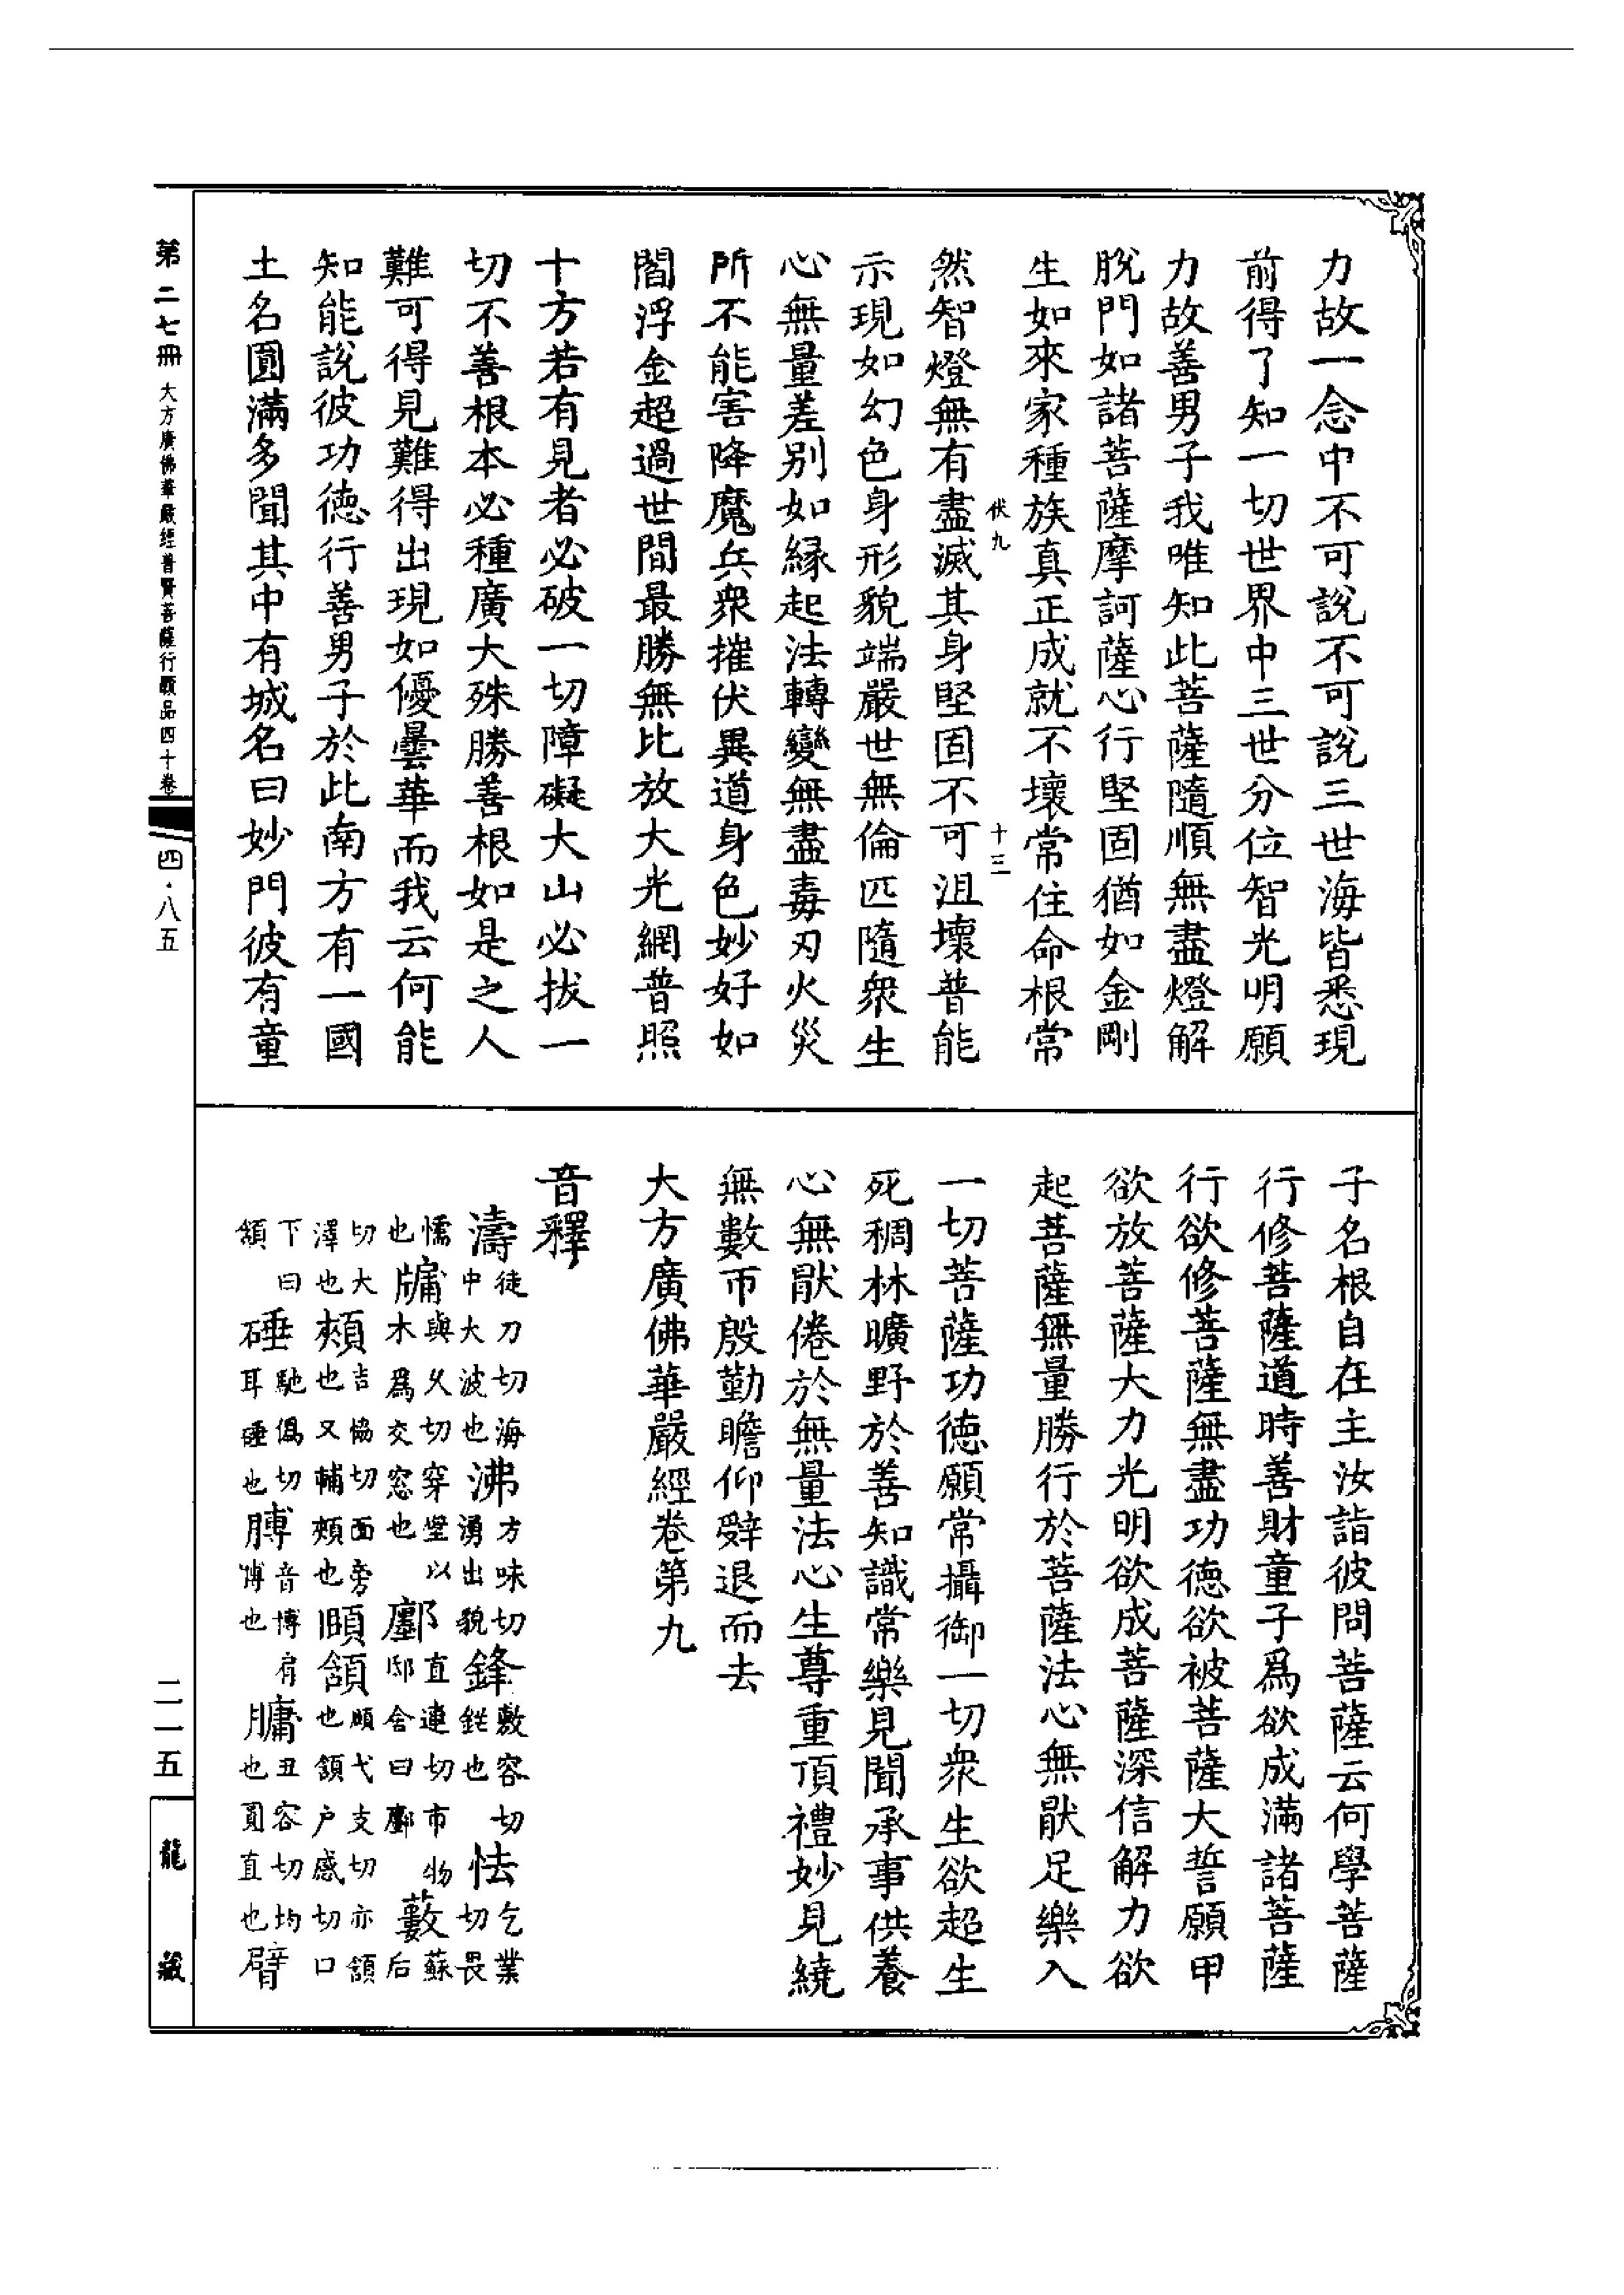 力故一念中不可說不可說三世海皆悉現
前得了知一切世界中三世分位智光明願
力故善男子我唯知此菩薩隨順無盡燈解
脫門如諸菩薩摩訶薩心行堅固猶如金剛
生如來家種族真正成就不壞常住命根常
伏九 十三
然智燈無有盡滅其身堅固不可沮壞普能
示現如幻色身形貌端嚴世無倫匹隨衆生
心無量差別如緣起法轉變無盡毒刃火災
所不能害降魔兵衆摧伏異道身色妙好如
閻浮金超過世間最勝無比放大光網普照
十方若有見者必破一切障礙大山必拔一
切不善根本必種廣大殊勝善根如是之人
難可得見難得出現如優曇華而我云何能
知能說彼功德行善男子於此南方有一國
土名圓滿多聞其中有城名曰妙門彼有童
子名根自在主汝詣彼問菩薩云何學菩薩
行修菩薩道時善財童子爲欲成滿諸菩薩
行欲修菩薩無盡功德欲被菩薩大誓願甲
欲放菩薩大力光明欲成菩薩深信解力欲
起菩薩無量勝行於菩薩法心無猒足樂入
一切菩薩功德願常攝御一切衆生欲超生
死稠林曠野於善知識常樂見聞承事供養
心無猒倦於無量法心生尊重頂禮妙見繞
無數帀殷勤瞻仰辭退而去
大方廣佛華嚴經卷第九
音釋
濤徒刀切海中大波也沸方味切湧出貌鋒敷容切銳也怯乞業切畏
懦也牗與久切穿壁以木爲交窓也鄽直連切市物邸舍曰鄽藪蘇后
切大澤也頰吉協切面旁也又輔頰也頤頷頤弋支切亦頷也頷户感切口
下曰頷硾馳僞切耳硾也膊音博肩膊也𦟛丑容切均也圓直也臂
第二七冊 大方廣佛華嚴經普賢菩薩行願品四十卷 四·八五
二一五
龍藏